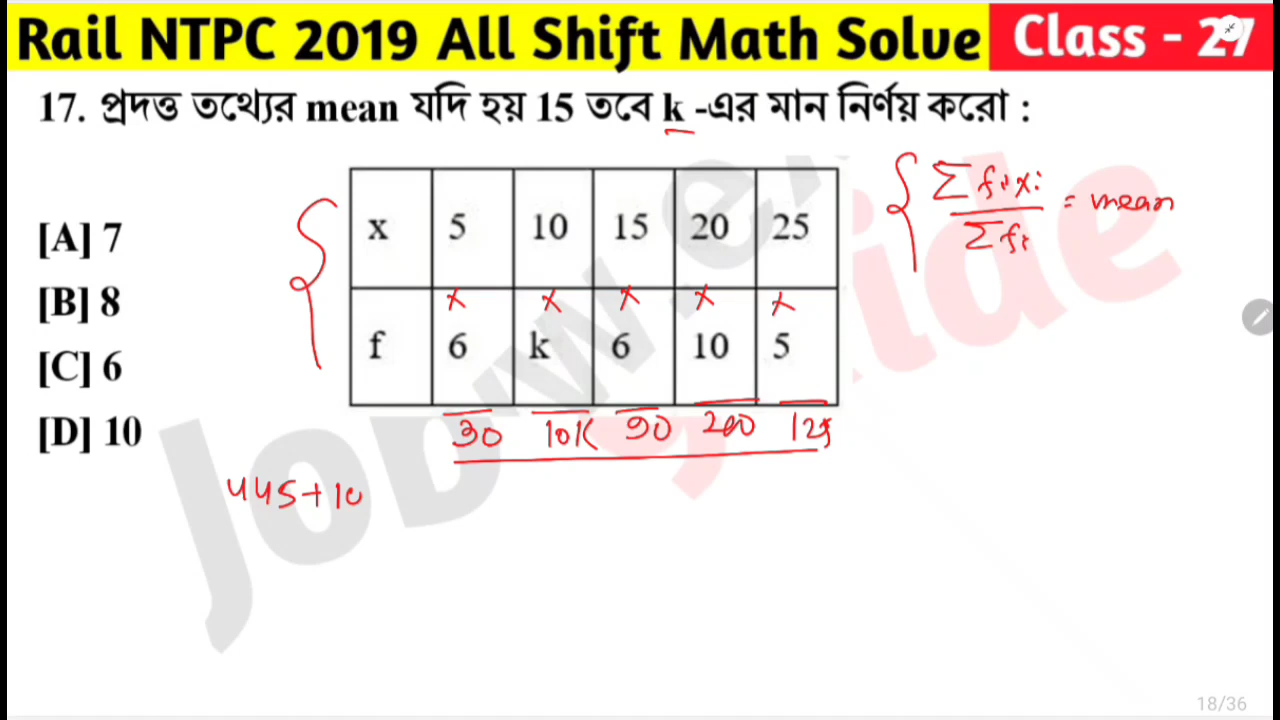 Rail NTPC 2019 All Shift Math Solve Class - 27
17. প্রদত্ত তথ্যের mean যদি হয় 15 তবে k -এর মান নির্ণয় করো :
[A] 7
[B] 8
[C] 6
[D] 10
x 5 10 15 20 25
x x x x x
f 6 k 6 10 5
30 10K 90 200 125
Σ fixi
Σ fi
= mean
445+10
18/36